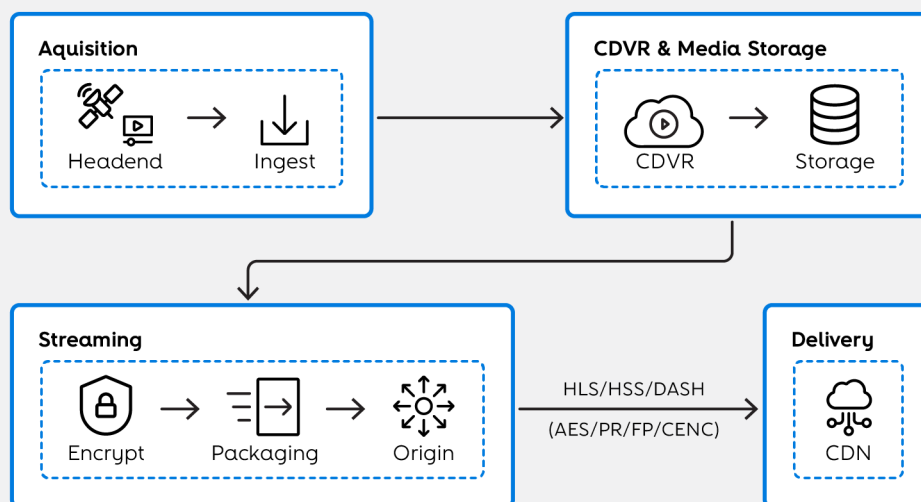 Aquisition
Headend
Ingest
CDVR & Media Storage
CDVR
Storage
Streaming
Encrypt
Packaging
Origin
HLS/HSS/DASH
(AES/PR/FP/CENC)
Delivery
CDN